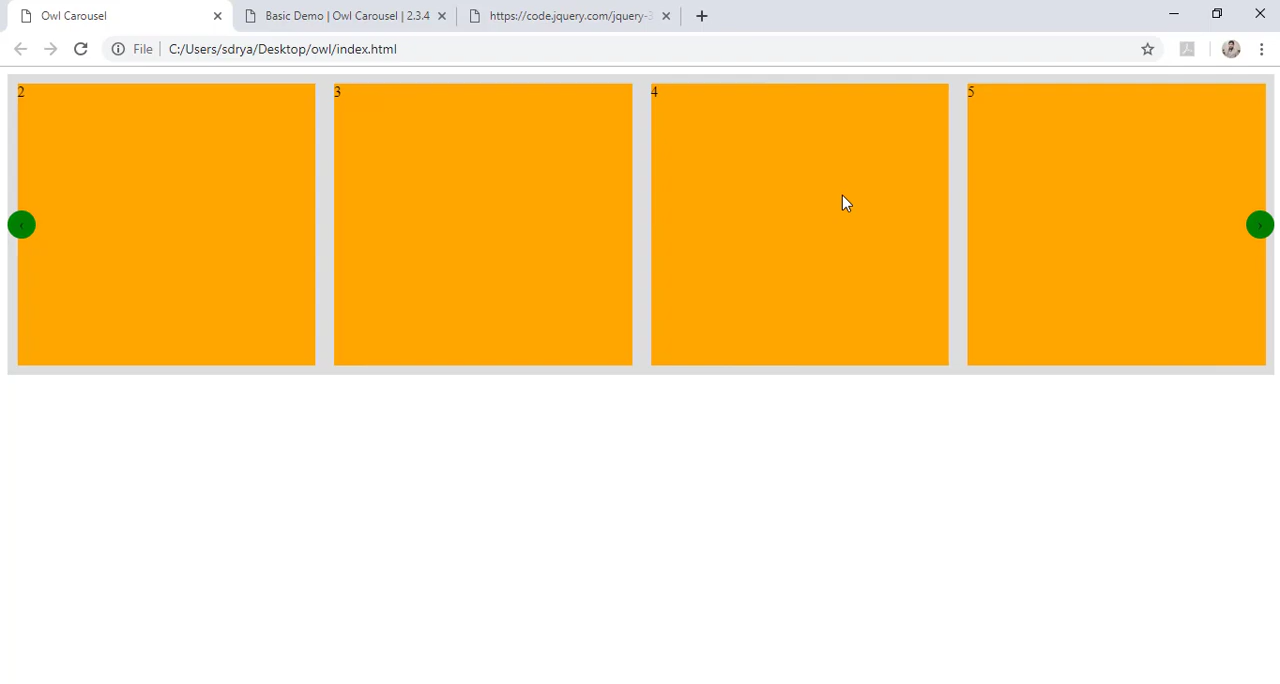 Owl Carousel
Basic Demo | Owl Carousel | 2.3.4
https://code.jquery.com/jquery-3
File
C:/Users/sdrya/Desktop/owl/index.html
2 3 4 5
‹ ›